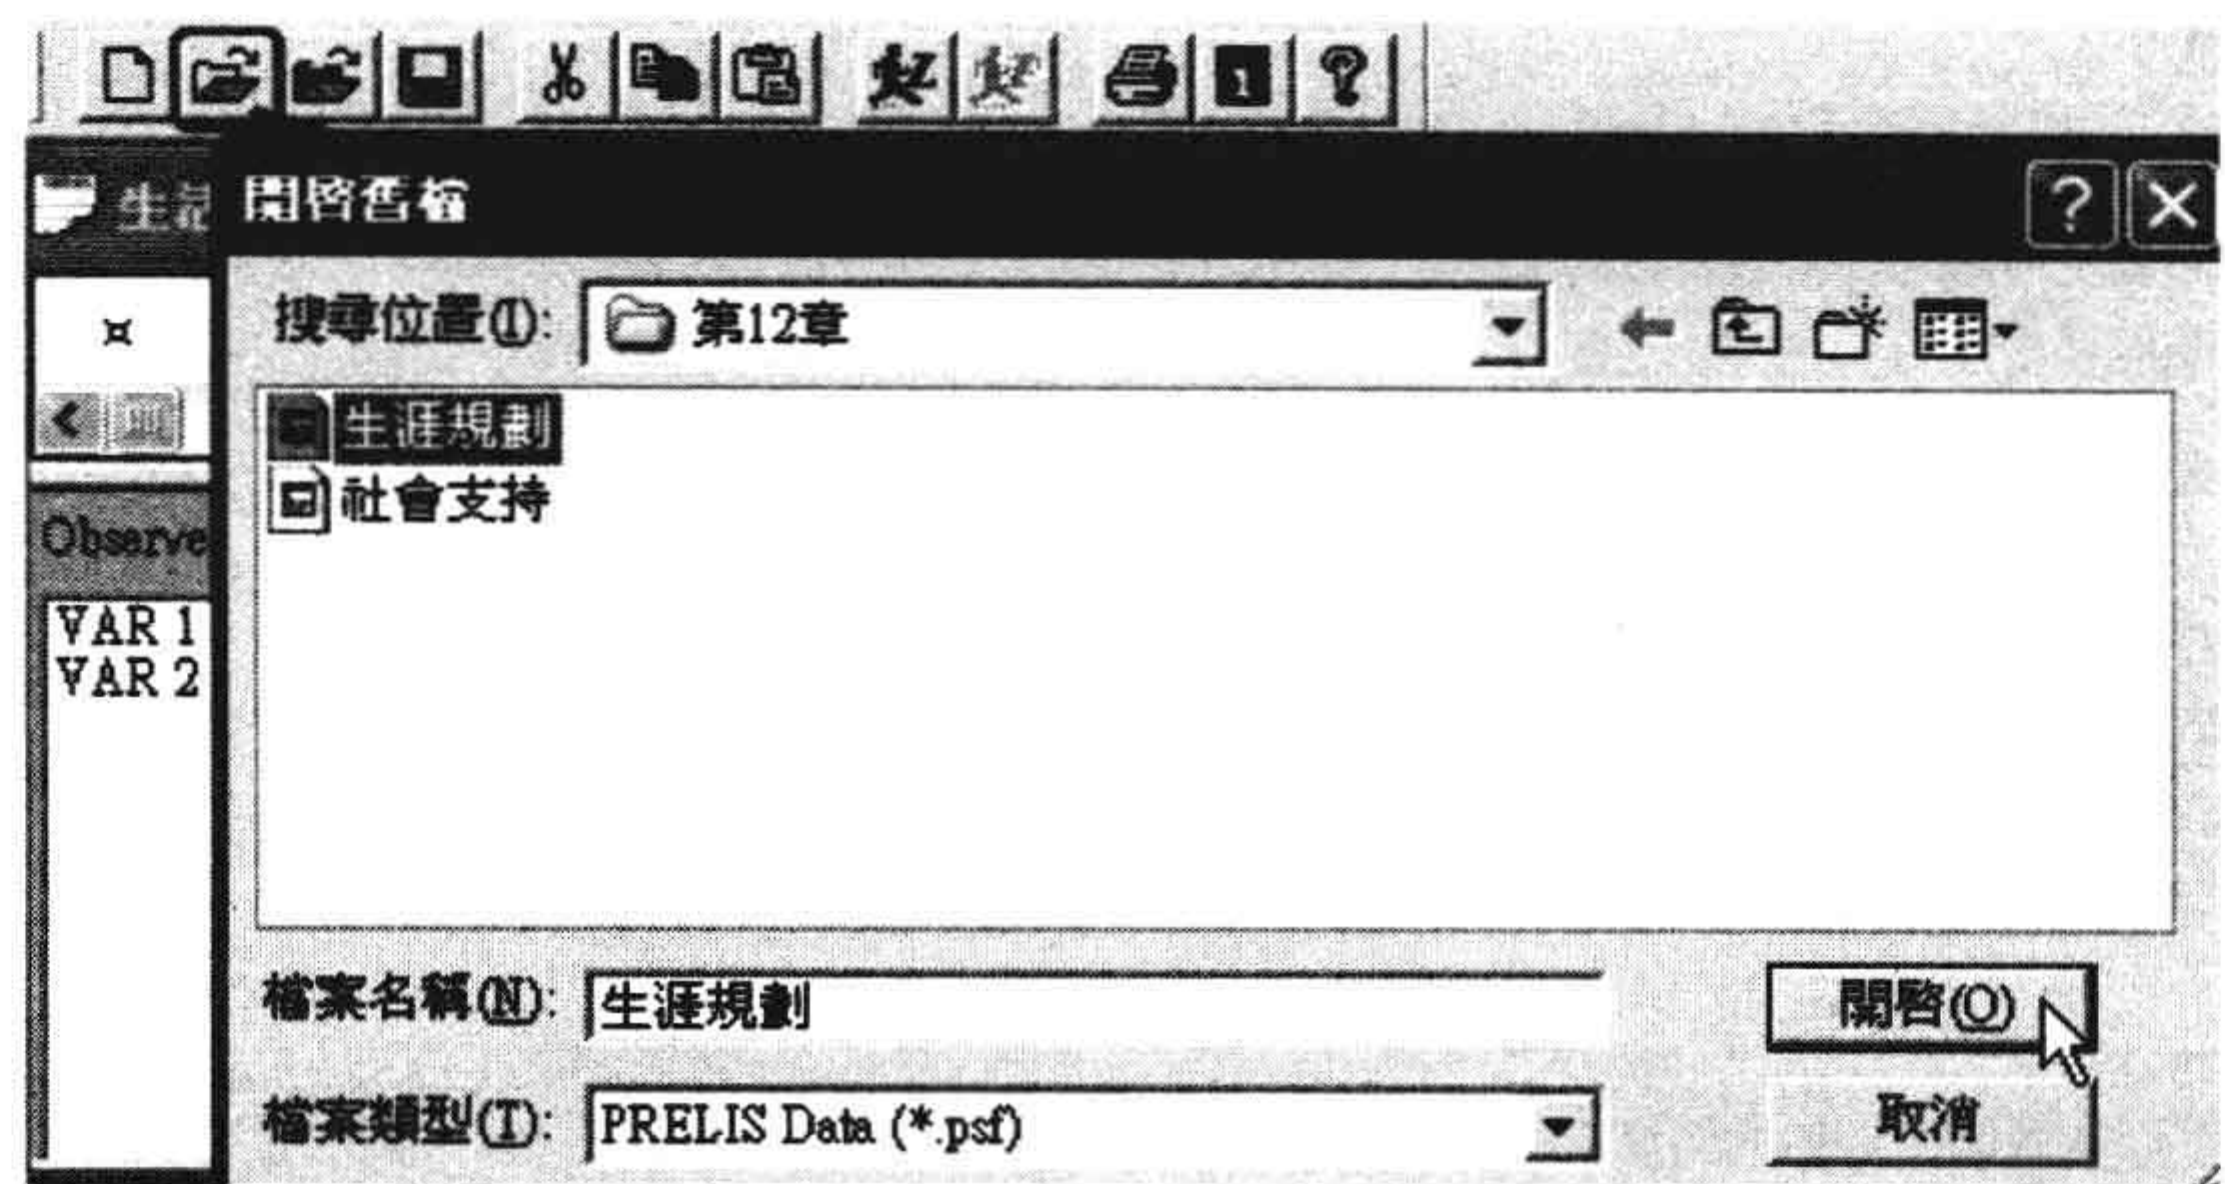 生活
開啓舊檔
搜尋位置(I):
第12章
生涯規劃
社會支持
Observe
VAR 1
VAR 2
檔案名稱(N):
生涯規劃
開啓(O)
檔案類型(T):
PRELIS Data (*.psf)
取消